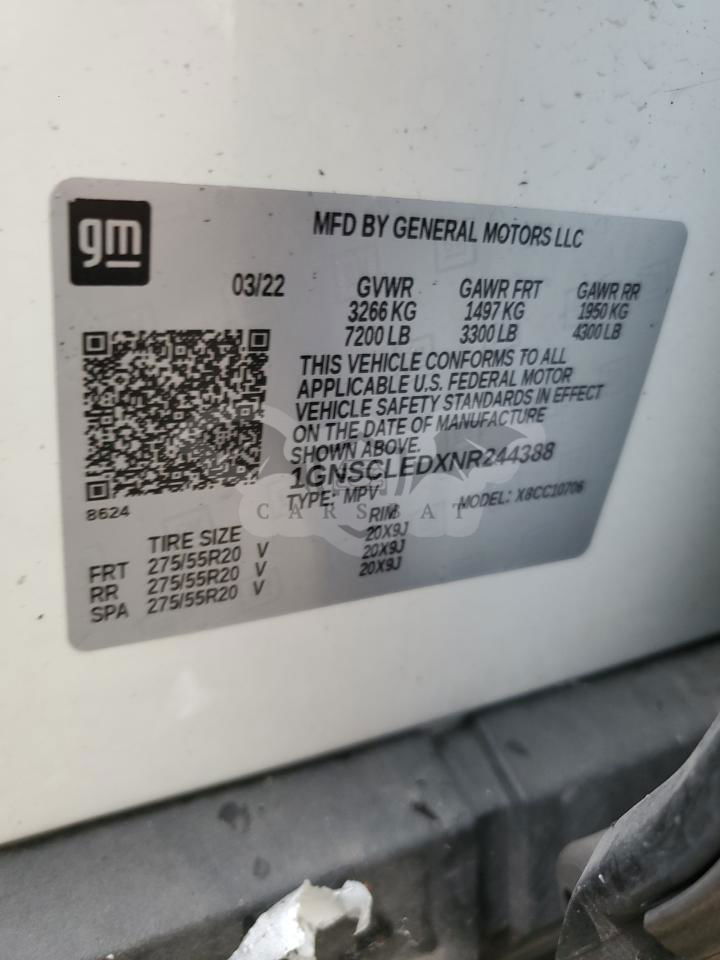 gm
MFD BY GENERAL MOTORS LLC
03/22 GVWR GAWR FRT GAWR RR
3266 KG 1497 KG 1950 KG
7200 LB 3300 LB 4300 LB
THIS VEHICLE CONFORMS TO ALL
APPLICABLE U.S. FEDERAL MOTOR
VEHICLE SAFETY STANDARDS IN EFFECT
ON THE DATE OF MANUFACTURE
SHOWN ABOVE.
1GNSCLEDXNR244388
TYPE: MPV MODEL: X8CC10706
8624
CARSBAT
TIRE SIZE RIM
FRT 275/55R20 V 20X9J
RR 275/55R20 V 20X9J
SPA 275/55R20 V 20X9J